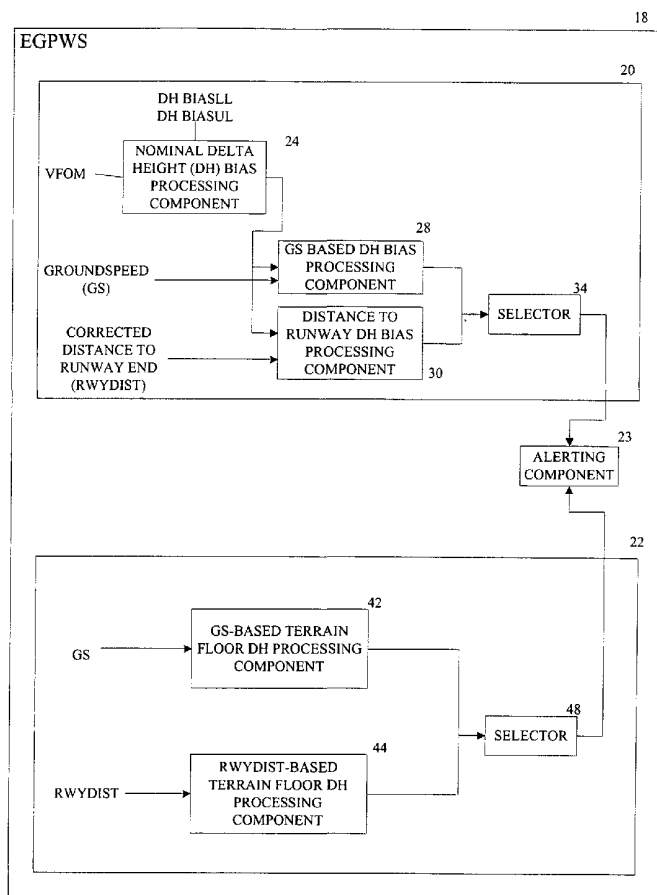 18
EGPWS
20
DH BIASLL
DH BIASUL
24
NOMINAL DELTA
HEIGHT (DH) BIAS
PROCESSING
COMPONENT
VFOM
28
GS BASED DH BIAS
PROCESSING
COMPONENT
GROUNDSPEED
(GS)
34
SELECTOR
DISTANCE TO
RUNWAY DH BIAS
PROCESSING
COMPONENT
30
CORRECTED
DISTANCE TO
RUNWAY END
(RWYDIST)
23
ALERTING
COMPONENT
22
42
GS-BASED TERRAIN
FLOOR DH PROCESSING
COMPONENT
GS
48
SELECTOR
44
RWYDIST-BASED
TERRAIN FLOOR DH
PROCESSING
COMPONENT
RWYDIST